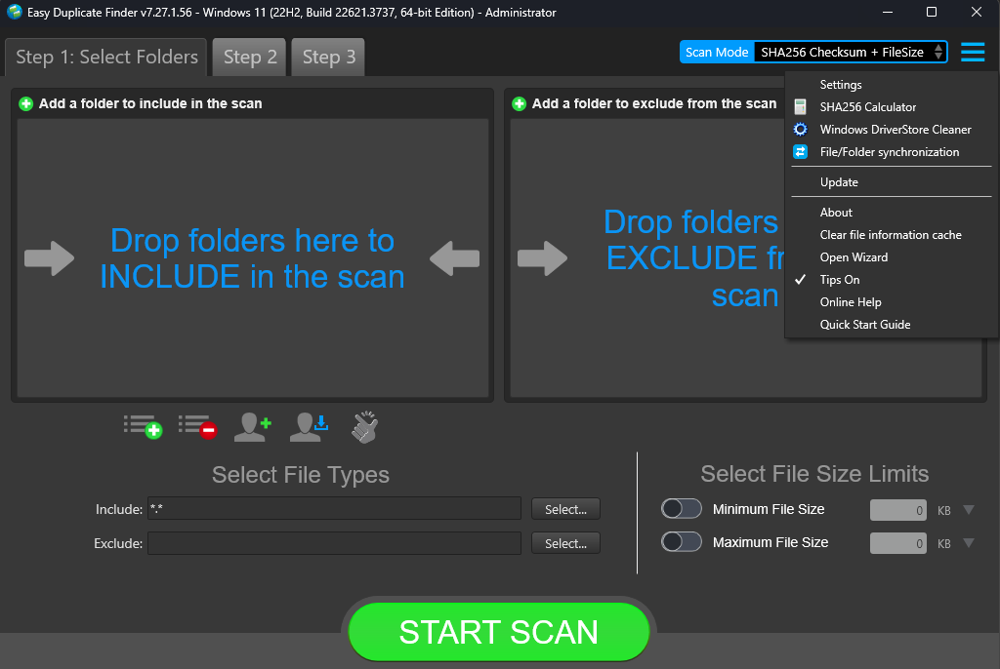 Easy Duplicate Finder v7.27.1.56 - Windows 11 (22H2, Build 22621.3737, 64-bit Edition) - Administrator
Step 1: Select Folders
Step 2
Step 3
Scan Mode
SHA256 Checksum + FileSize
Settings
SHA256 Calculator
Windows DriverStore Cleaner
File/Folder synchronization
Update
About
Clear file information cache
Open Wizard
Tips On
Online Help
Quick Start Guide
Add a folder to include in the scan
Drop folders here to
INCLUDE in the scan
Add a folder to exclude from the scan
Drop folders
EXCLUDE fr
scan
Select File Types
Include: *.*
Select...
Exclude:
Select...
Select File Size Limits
Minimum File Size 0 KB
Maximum File Size 0 KB
START SCAN